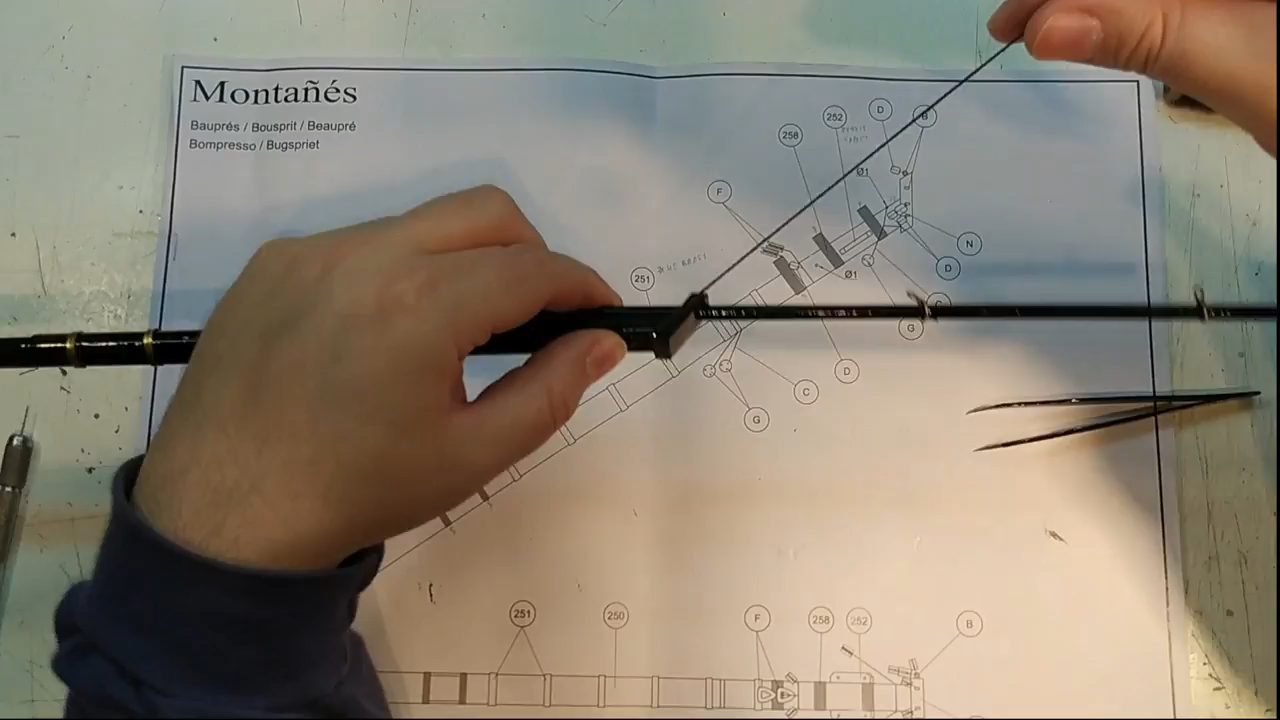 Montañés
Bauprés / Bousprit / Beaupré
Bompresso / Bugspriet
D
252
B
258
Ø1
F
N
251
D
Ø1
G
D
C
G
251
250
F
258
252
B